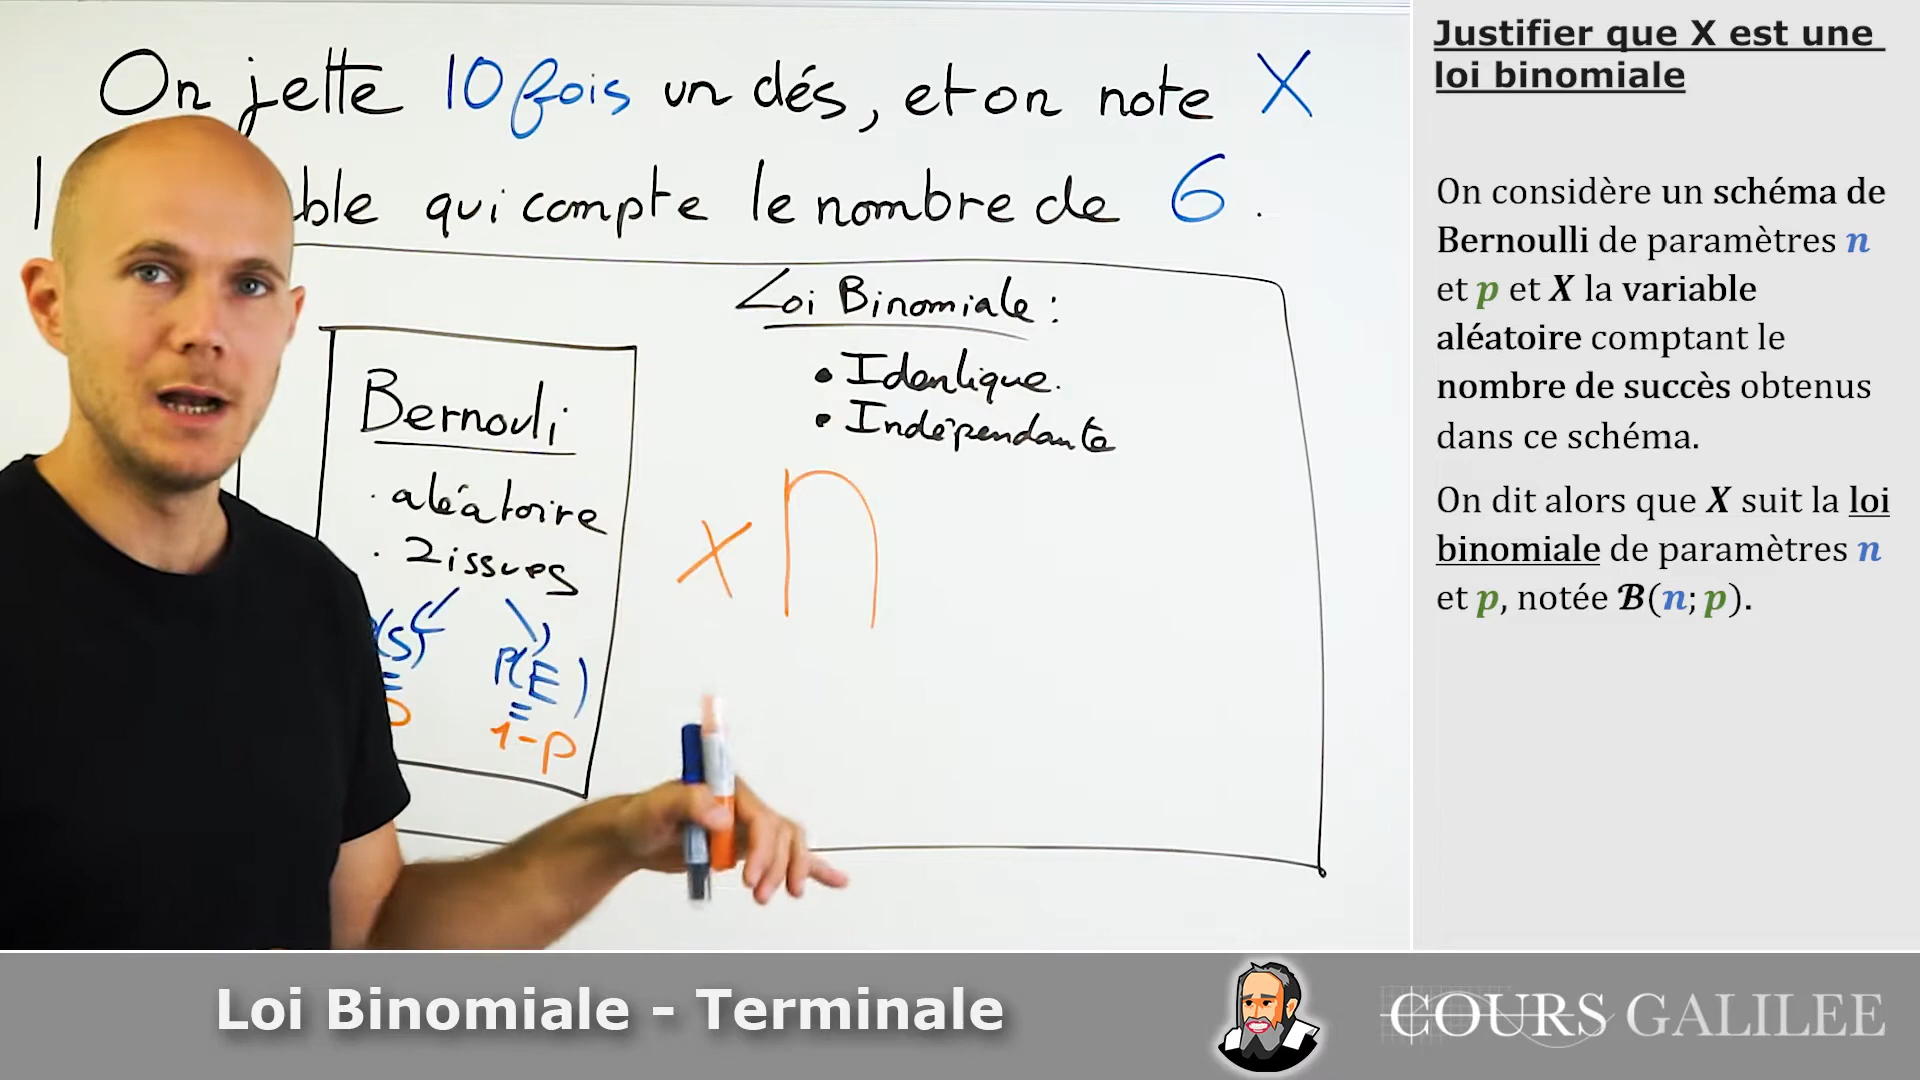 On jette 10 fois un dés, et on note X
ble qui compte le nombre de 6.
Loi Binomiale :
• Identique.
• Indépendante
Bernouli
. aléatoire
. 2 issues
(S)
P(E)
=
=
1-p
x n
Justifier que X est une
loi binomiale
On considère un schéma de
Bernoulli de paramètres n
et p et X la variable
aléatoire comptant le
nombre de succès obtenus
dans ce schéma.
On dit alors que X suit la loi
binomiale de paramètres n
et p, notée ℬ(n; p).
Loi Binomiale - Terminale
COURS GALILEE